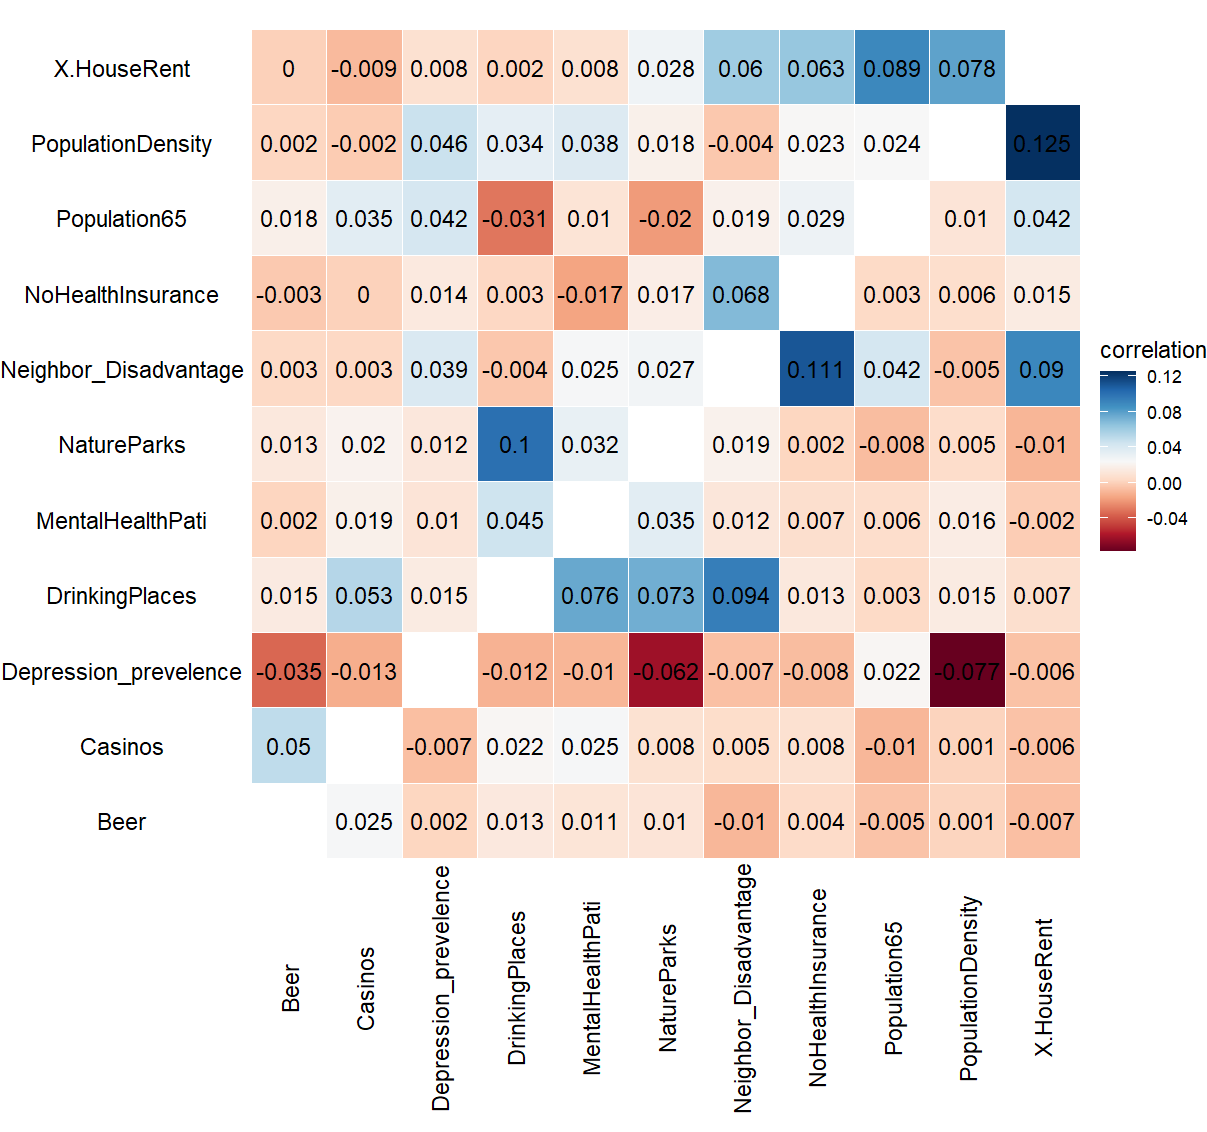 X.HouseRent 0 -0.009 0.008 0.002 0.008 0.028 0.06 0.063 0.089 0.078
PopulationDensity 0.002 -0.002 0.046 0.034 0.038 0.018 -0.004 0.023 0.024 0.125
Population65 0.018 0.035 0.042 -0.031 0.01 -0.02 0.019 0.029 0.01 0.042
NoHealthInsurance -0.003 0 0.014 0.003 -0.017 0.017 0.068 0.003 0.006 0.015
Neighbor_Disadvantage 0.003 0.003 0.039 -0.004 0.025 0.027 0.111 0.042 -0.005 0.09
NatureParks 0.013 0.02 0.012 0.1 0.032 0.019 0.002 -0.008 0.005 -0.01
MentalHealthPati 0.002 0.019 0.01 0.045 0.035 0.012 0.007 0.006 0.016 -0.002
DrinkingPlaces 0.015 0.053 0.015 0.076 0.073 0.094 0.013 0.003 0.015 0.007
Depression_prevelence -0.035 -0.013 -0.012 -0.01 -0.062 -0.007 -0.008 0.022 -0.077 -0.006
Casinos 0.05 -0.007 0.022 0.025 0.008 0.005 0.008 -0.01 0.001 -0.006
Beer 0.025 0.002 0.013 0.011 0.01 -0.01 0.004 -0.005 0.001 -0.007
Beer
Casinos
Depression_prevelence
DrinkingPlaces
MentalHealthPati
NatureParks
Neighbor_Disadvantage
NoHealthInsurance
Population65
PopulationDensity
X.HouseRent
correlation
0.12
0.08
0.04
0.00
-0.04